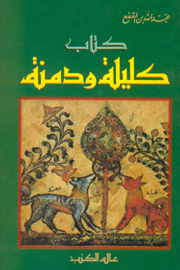 عبد الله بن المقفع
كتاب
كليلة ودمنة
عالم الكتب